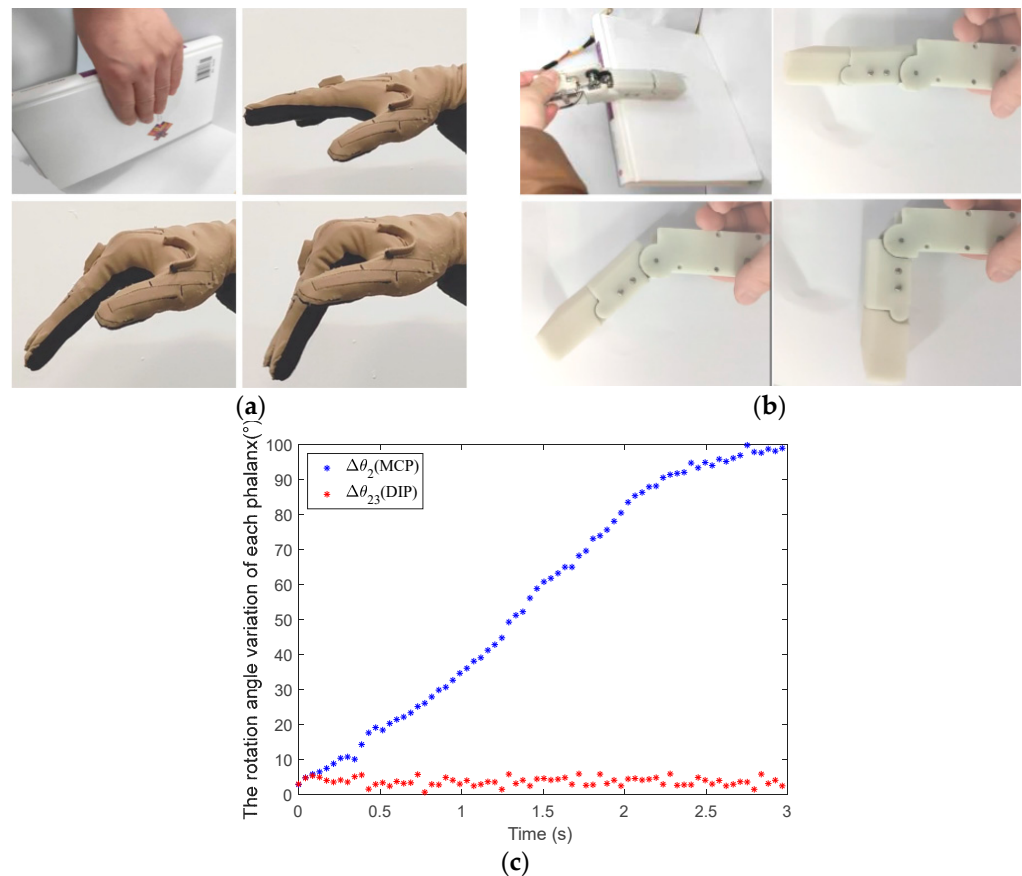 (a)
(b)
The rotation angle variation of each phalanx(°)
100
90
80
70
60
50
40
30
20
10
0
Δθ2(MCP)
Δθ23(DIP)
0
0.5
1
1.5
2
2.5
3
Time (s)
(c)